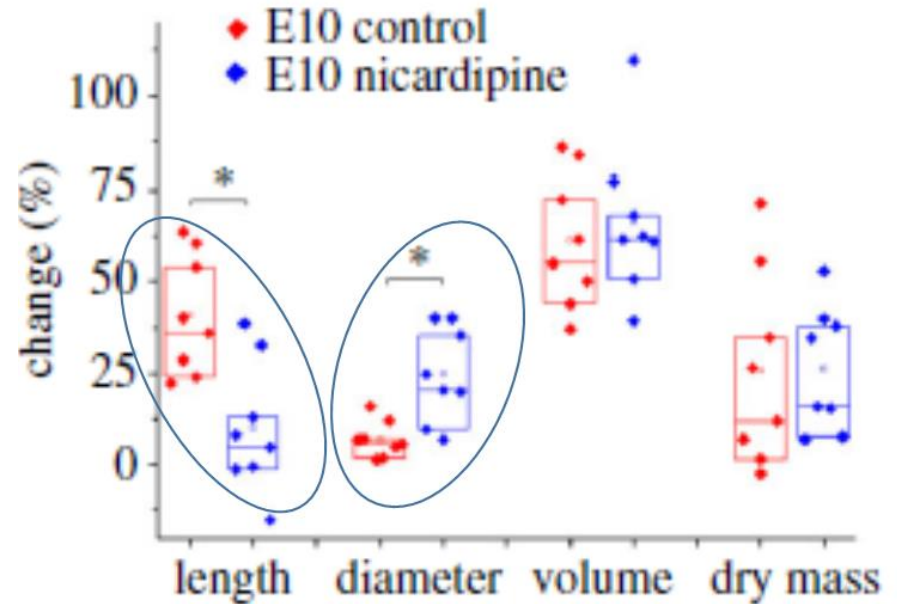 E10 control
E10 nicardipine
change (%)
100
75
50
25
0
*
*
length diameter volume dry mass